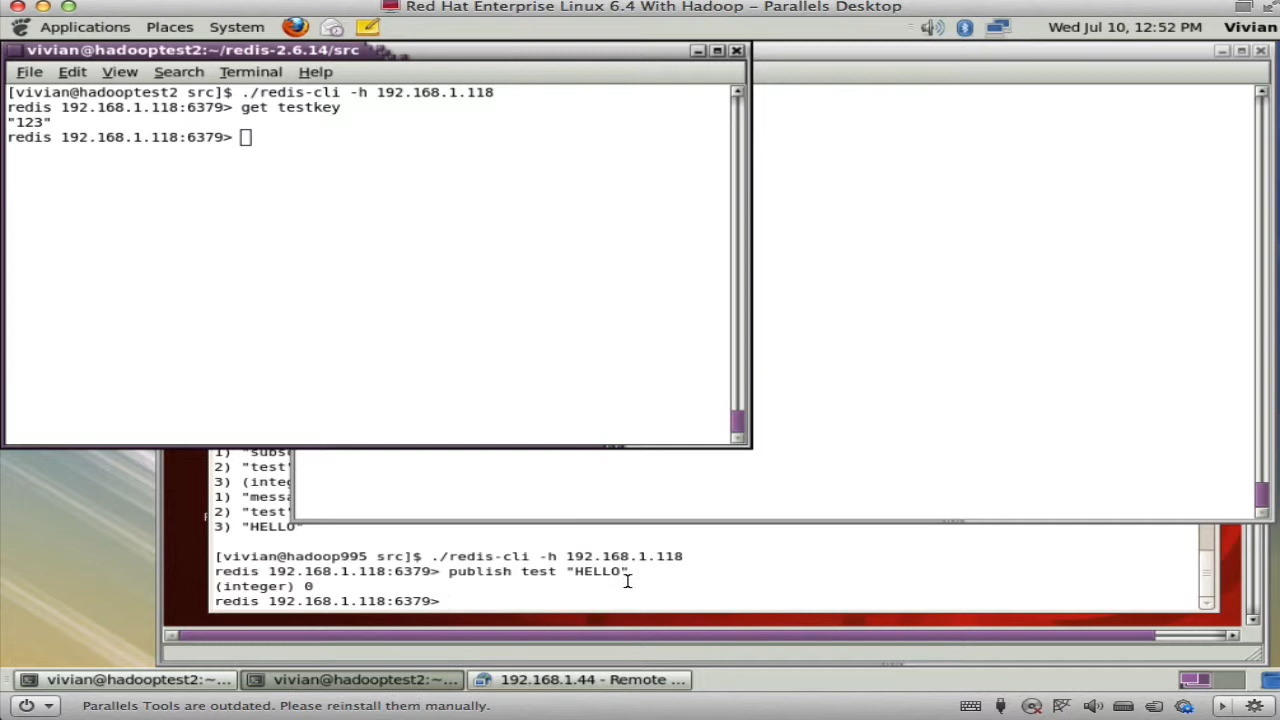 Red Hat Enterprise Linux 6.4 With Hadoop – Parallels Desktop
Applications Places System Wed Jul 10, 12:52 PM Vivian
vivian@hadooptest2:~/redis-2.6.14/src
File Edit View Search Terminal Help
[vivian@hadooptest2 src]$ ./redis-cli -h 192.168.1.118
redis 192.168.1.118:6379> get testkey
"123"
redis 192.168.1.118:6379>
2) "test"
3) (integ
1) "messa
2) "test"
3) "HELLO"
[vivian@hadoop995 src]$ ./redis-cli -h 192.168.1.118
redis 192.168.1.118:6379> publish test "HELLO"
(integer) 0
redis 192.168.1.118:6379>
vivian@hadooptest2:~... vivian@hadooptest2:~... 192.168.1.44 - Remote ...
Parallels Tools are outdated. Please reinstall them manually.